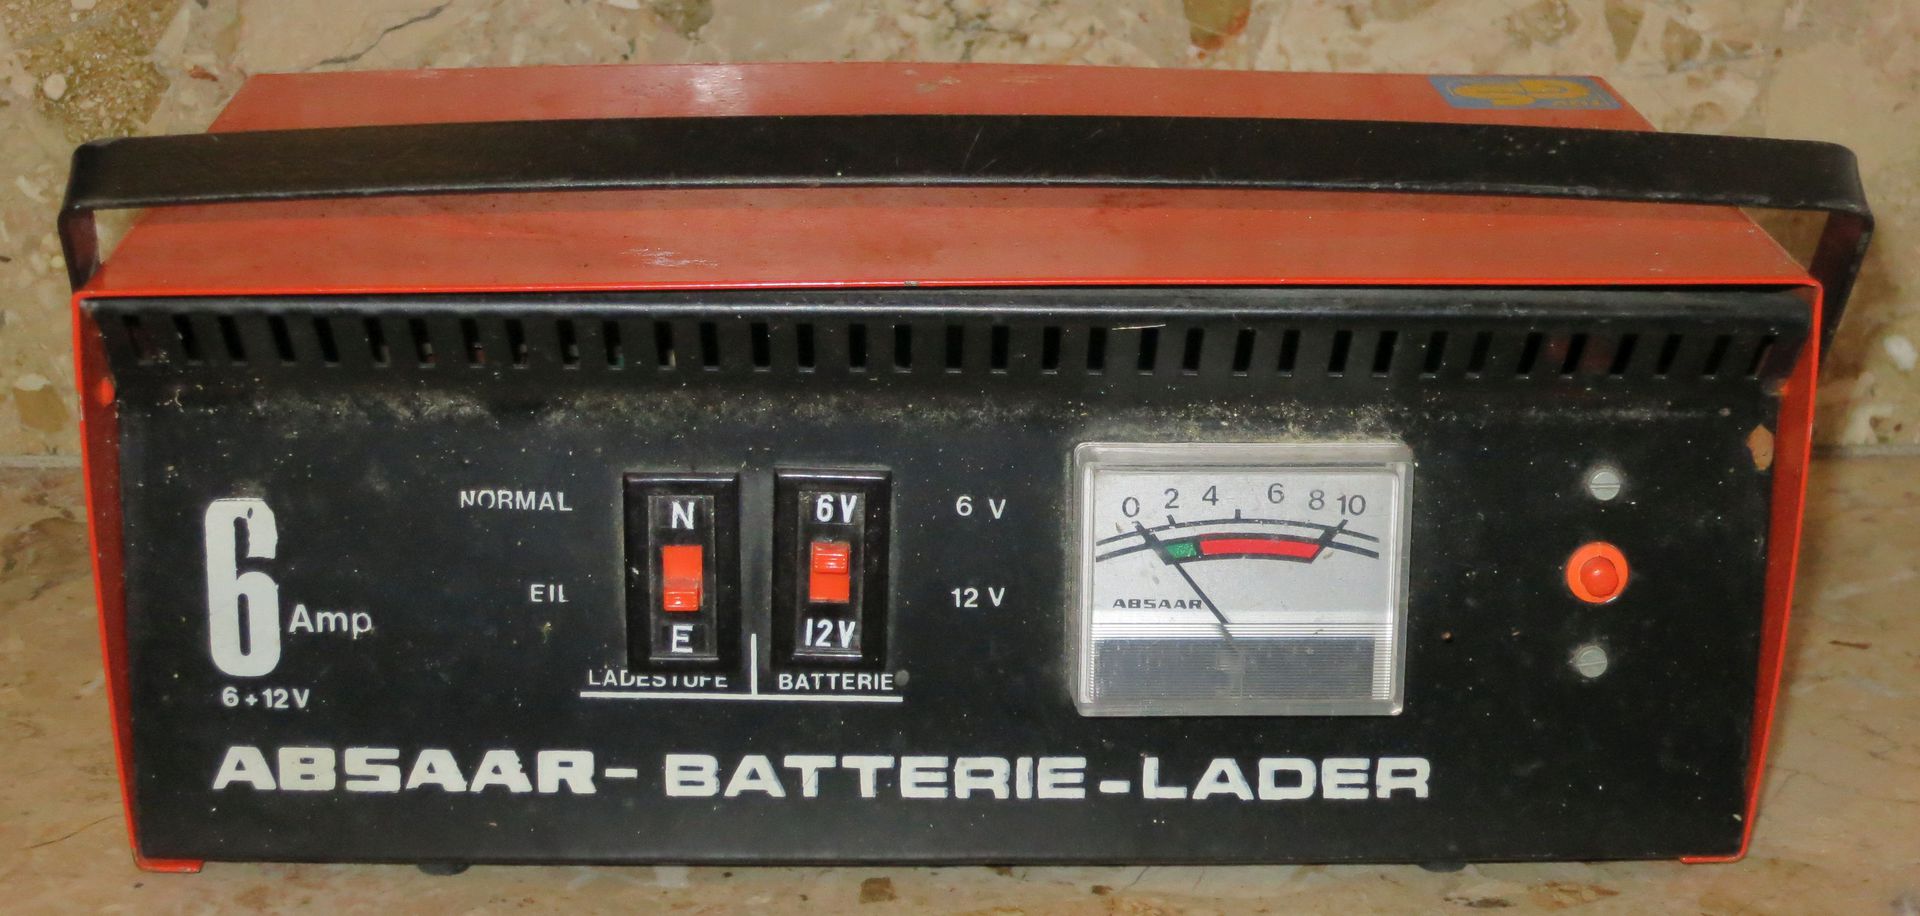 0 2 4 6 8 10
NORMAL N 6V 6 V
EIL E 12V 12 V
ABSAAR
6 Amp
LADESTUFE BATTERIE
6+12V
ABSAAR-BATTERIE-LADER